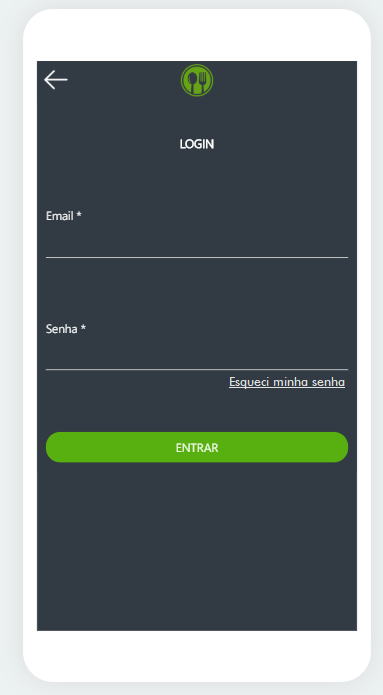 LOGIN
Email *
Senha *
Esqueci minha senha
ENTRAR